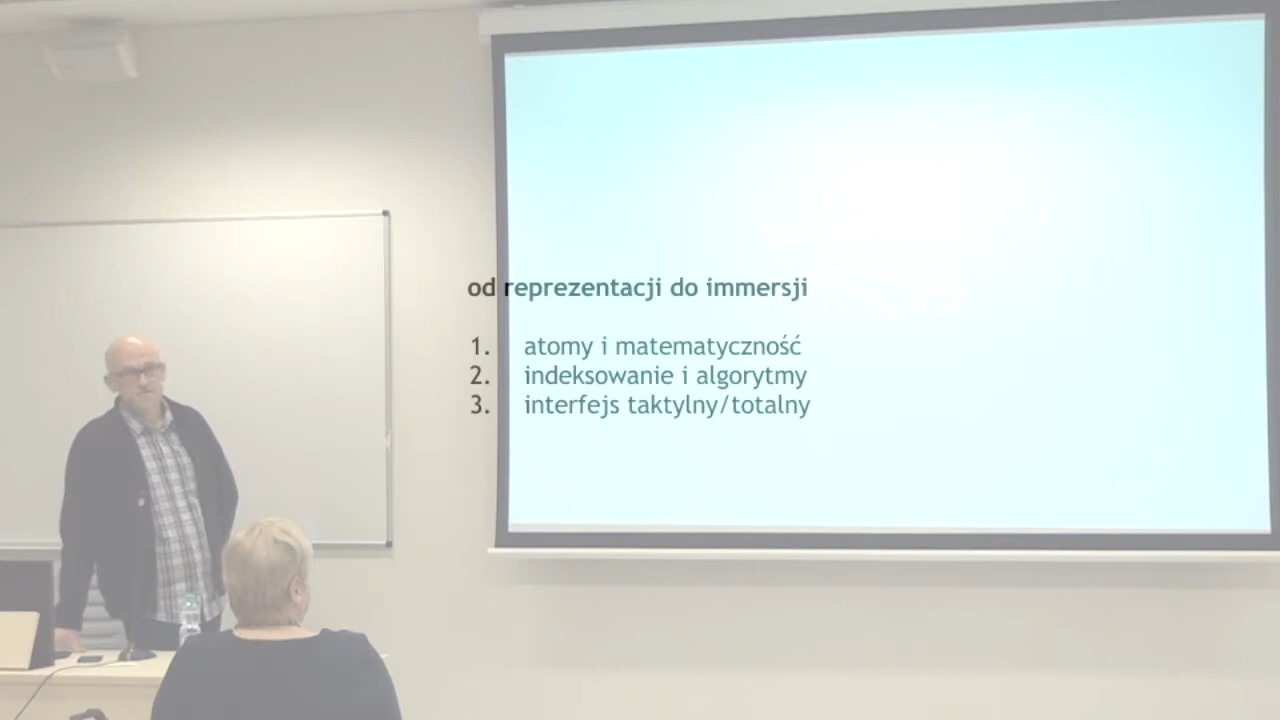 od reprezentacji do immersji
1. atomy i matematyczność
2. indeksowanie i algorytmy
3. interfejs taktylny/totalny